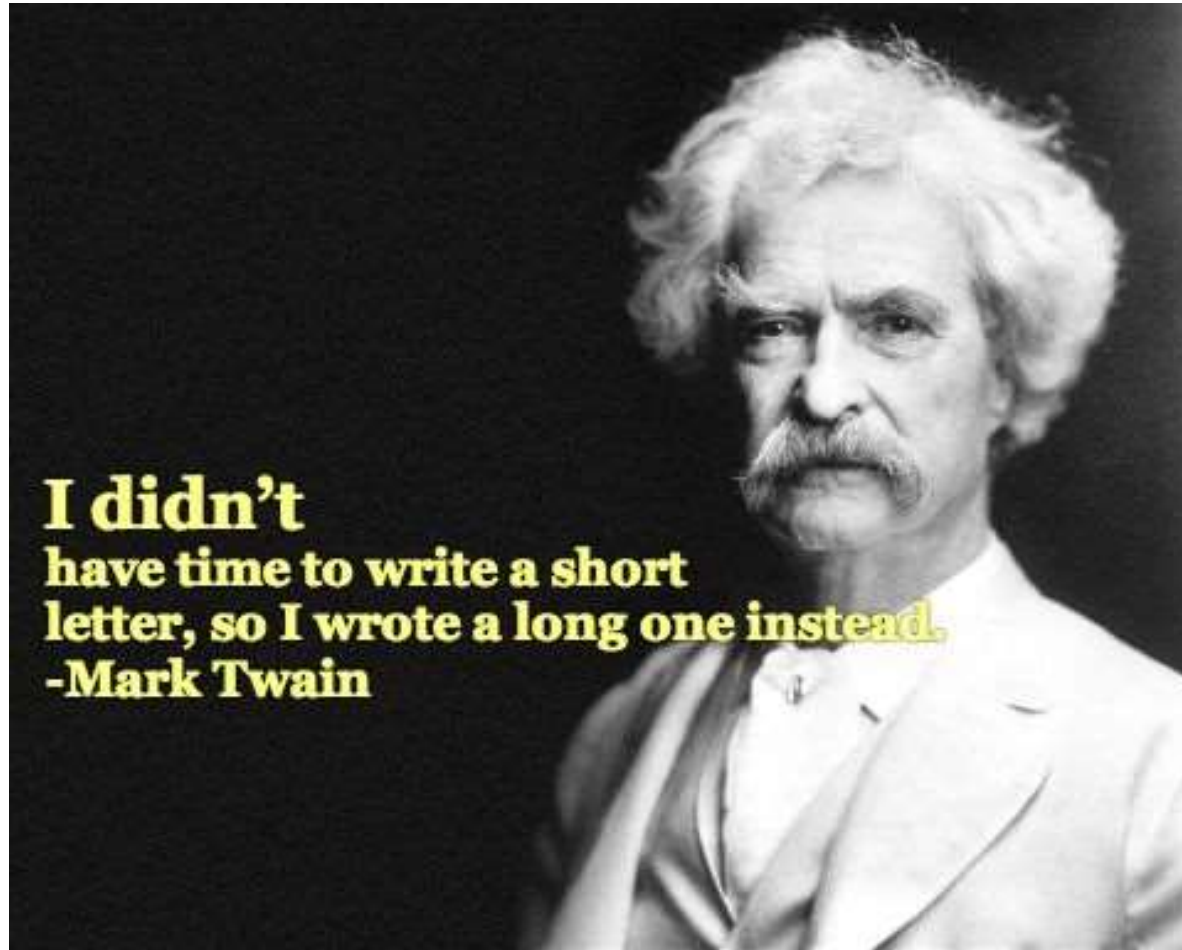 I didn’t
have time to write a short
letter, so I wrote a long one instead.
-Mark Twain